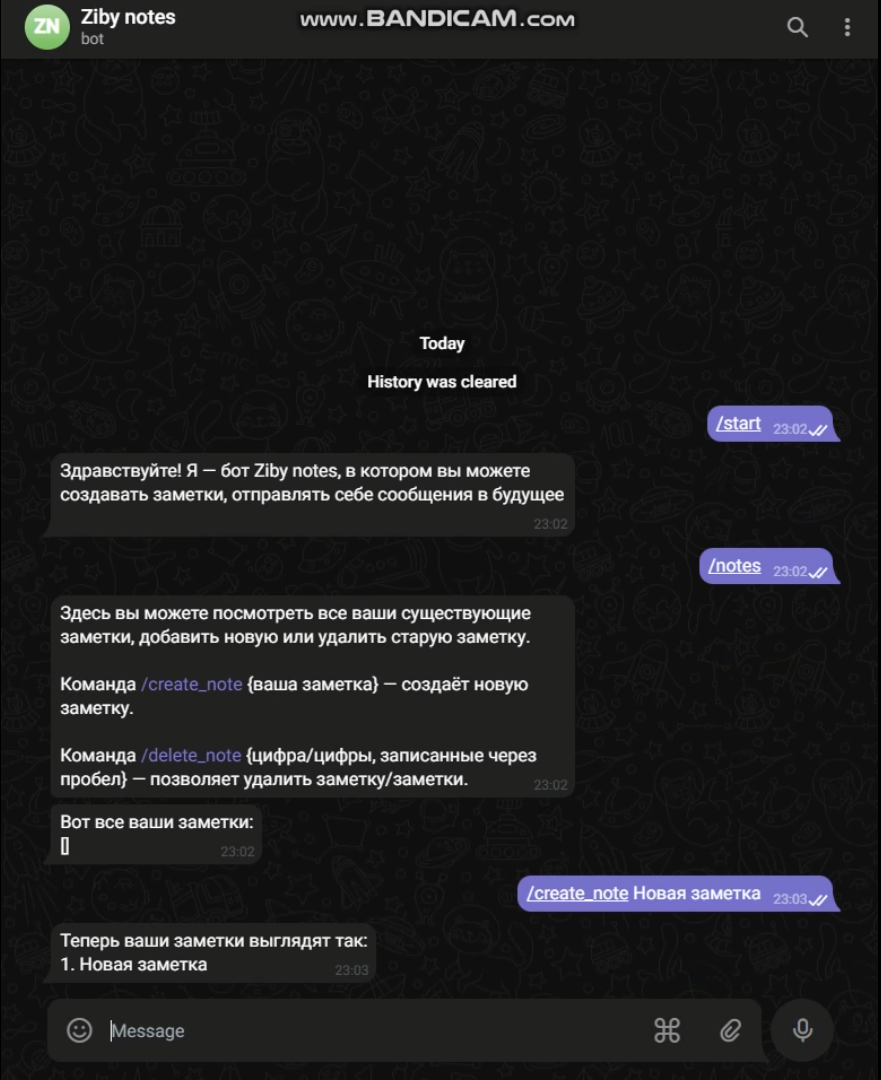 ZN
Ziby notes
bot
www.BANDICAM.com
Today
History was cleared
/start 23:02
Здравствуйте! Я — бот Ziby notes, в котором вы можете
создавать заметки, отправлять себе сообщения в будущее
23:02
/notes 23:02
Здесь вы можете посмотреть все ваши существующие
заметки, добавить новую или удалить старую заметку.
Команда /create_note {ваша заметка} — создаёт новую
заметку.
Команда /delete_note {цифра/цифры, записанные через
пробел} — позволяет удалить заметку/заметки. 23:02
Вот все ваши заметки:
[] 23:02
/create_note Новая заметка 23:03
Теперь ваши заметки выглядят так:
1. Новая заметка 23:03
Message